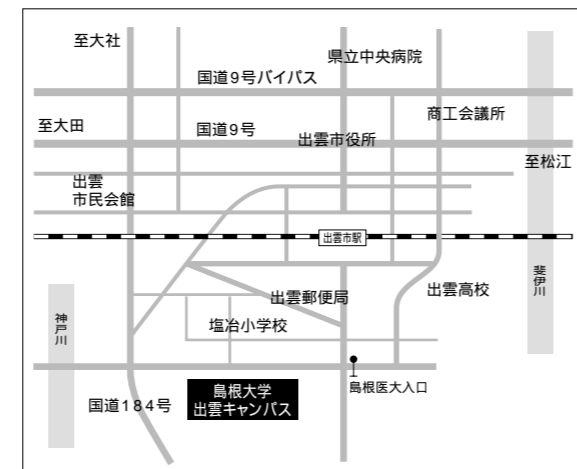 至大社
県立中央病院
国道9号バイパス
商工会議所
至大田
国道9号
出雲市役所
至松江
出雲
市民会館
出雲市駅
斐伊川
出雲郵便局
出雲高校
神戸川
塩冶小学校
島根医大入口
島根大学
出雲キャンパス
国道184号